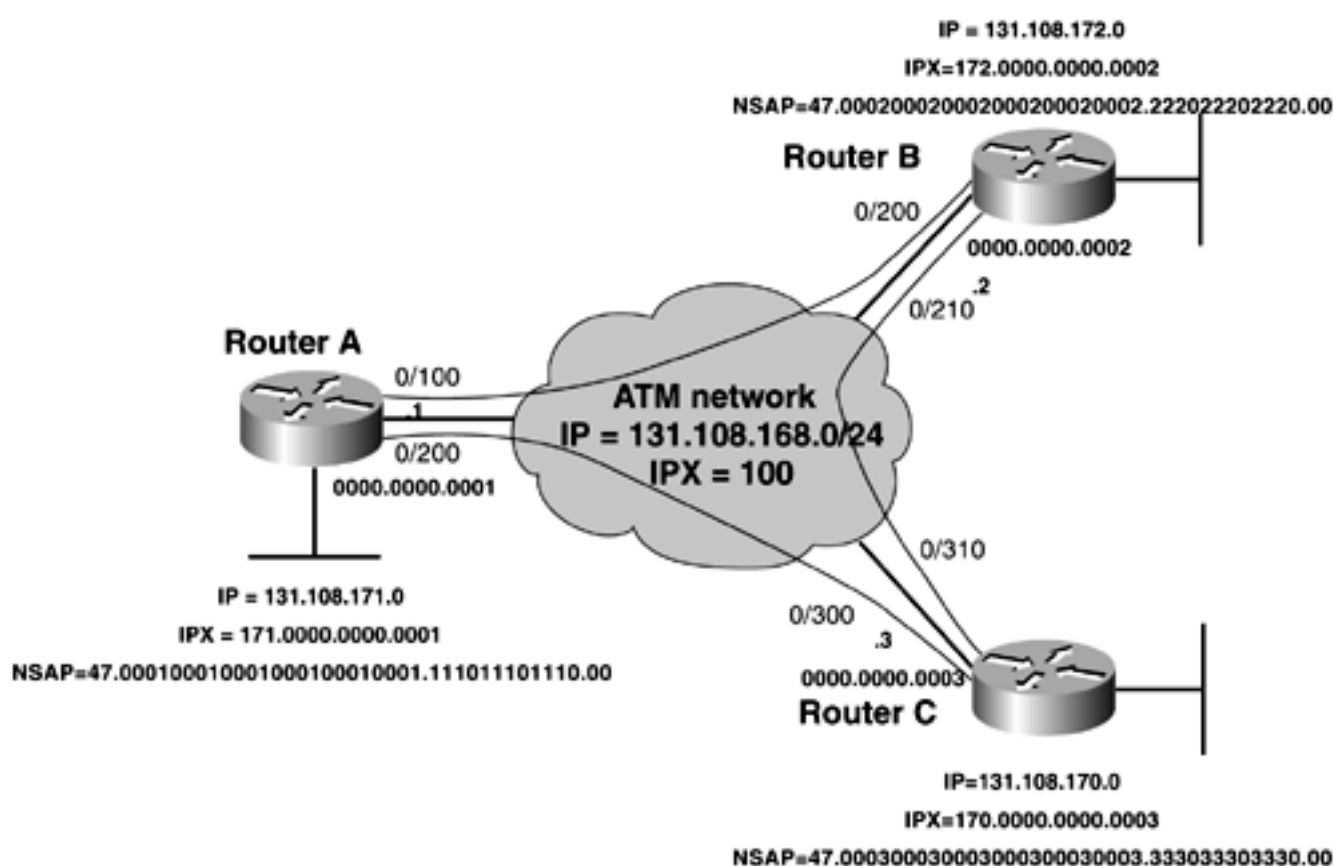 IP = 131.108.172.0
IPX=172.0000.0000.0002
NSAP=47.000200020002000200020002.222022202220.00
Router B
0/200
0000.0000.0002
.2
0/210
Router A
0/100
.1
0/200
0000.0000.0001
ATM network
IP = 131.108.168.0/24
IPX = 100
IP = 131.108.171.0
IPX = 171.0000.0000.0001
NSAP=47.000100010001000100010001.111011101110.00
0/310
0/300
.3
0000.0000.0003
Router C
IP=131.108.170.0
IPX=170.0000.0000.0003
NSAP=47.000300030003000300030003.333033303330.00